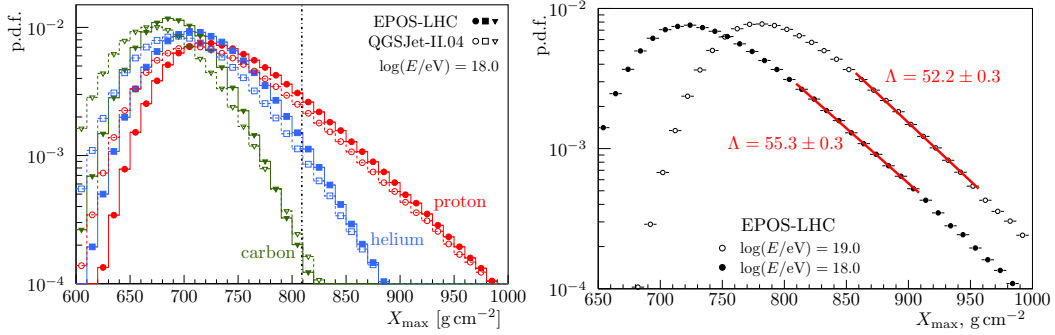 p.d.f.
10⁻²
10⁻³
10⁻⁴
EPOS-LHC
QGSJet-II.04
log(E/eV) = 18.0
proton
helium
carbon
600 650 700 750 800 850 900 950 1000
X_max [g cm⁻²]
p.d.f.
10⁻²
10⁻³
10⁻⁴
Λ = 52.2 ± 0.3
Λ = 55.3 ± 0.3
EPOS-LHC
log(E/eV) = 19.0
log(E/eV) = 18.0
650 700 750 800 850 900 950 1000
X_max, g cm⁻²